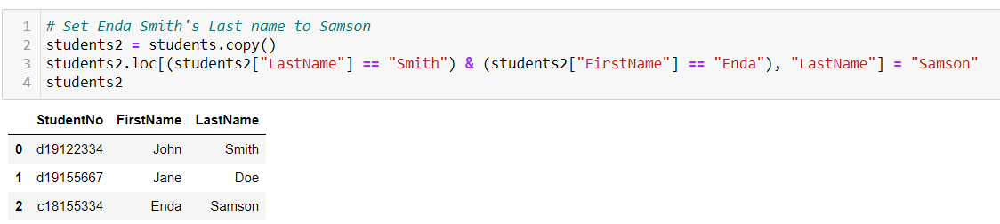 1 # Set Enda Smith's Last name to Samson
2 students2 = students.copy()
3 students2.loc[(students2["LastName"] == "Smith") & (students2["FirstName"] == "Enda"), "LastName"] = "Samson"
4 students2
StudentNo FirstName LastName
0 d19122334 John Smith
1 d19155667 Jane Doe
2 c18155334 Enda Samson